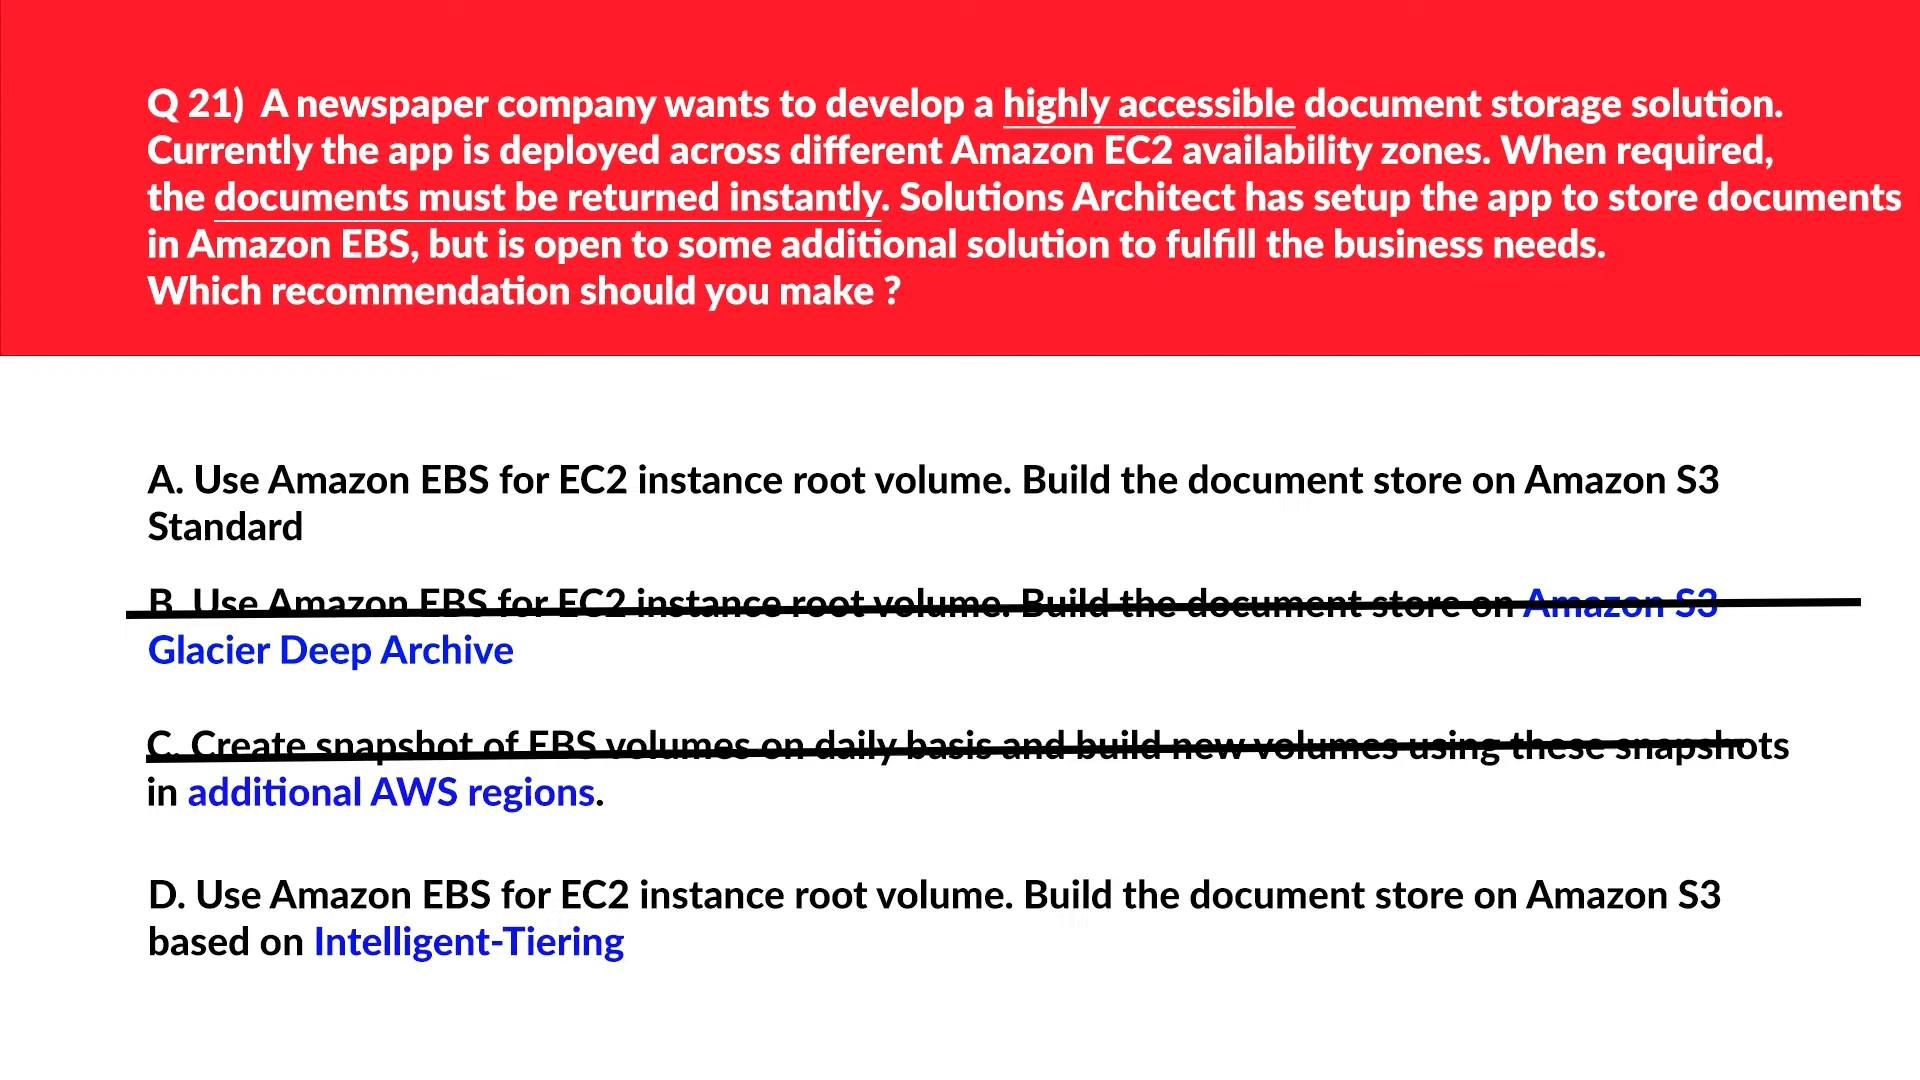 Q 21)  A newspaper company wants to develop a highly accessible document storage solution.
Currently the app is deployed across different Amazon EC2 availability zones. When required,
the documents must be returned instantly. Solutions Architect has setup the app to store documents
in Amazon EBS, but is open to some additional solution to fulfill the business needs.
Which recommendation should you make ?
A. Use Amazon EBS for EC2 instance root volume. Build the document store on Amazon S3
Standard
B. Use Amazon EBS for EC2 instance root volume. Build the document store on Amazon S3
Glacier Deep Archive
C. Create snapshot of EBS volumes on daily basis and build new volumes using these snapshots
in additional AWS regions.
D. Use Amazon EBS for EC2 instance root volume. Build the document store on Amazon S3
based on Intelligent-Tiering